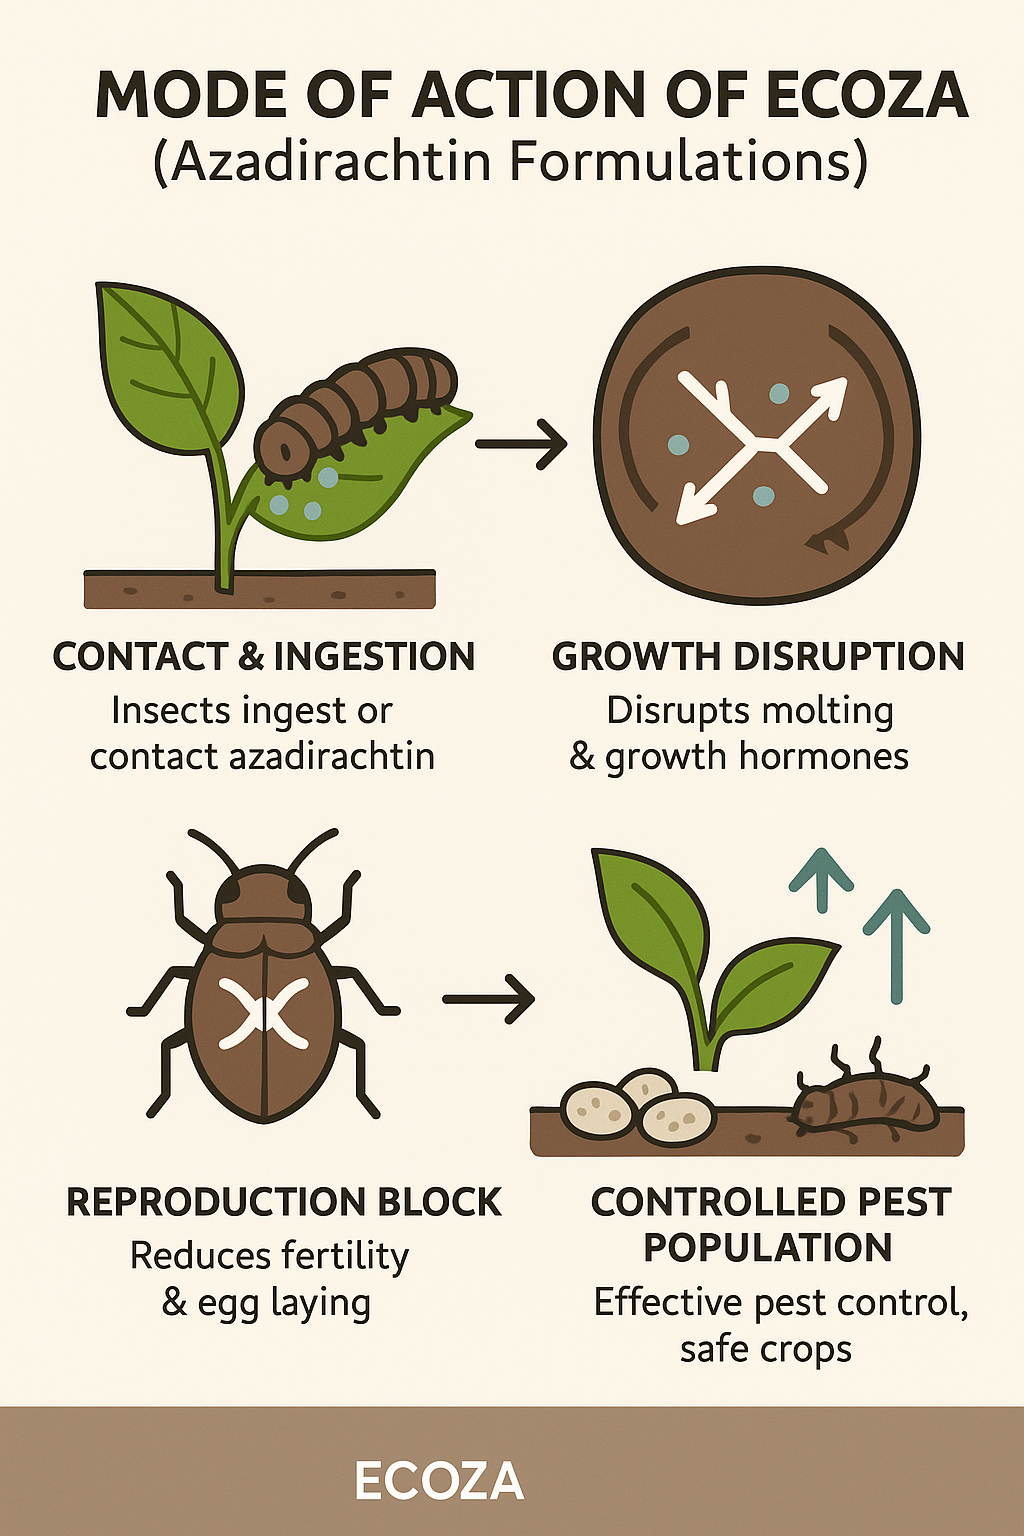 MODE OF ACTION OF ECOZA
(Azadirachtin Formulations)
CONTACT & INGESTION
Insects ingest or
contact azadirachtin
GROWTH DISRUPTION
Disrupts molting
& growth hormones
REPRODUCTION BLOCK
Reduces fertility
& egg laying
CONTROLLED PEST
POPULATION
Effective pest control,
safe crops
ECOZA